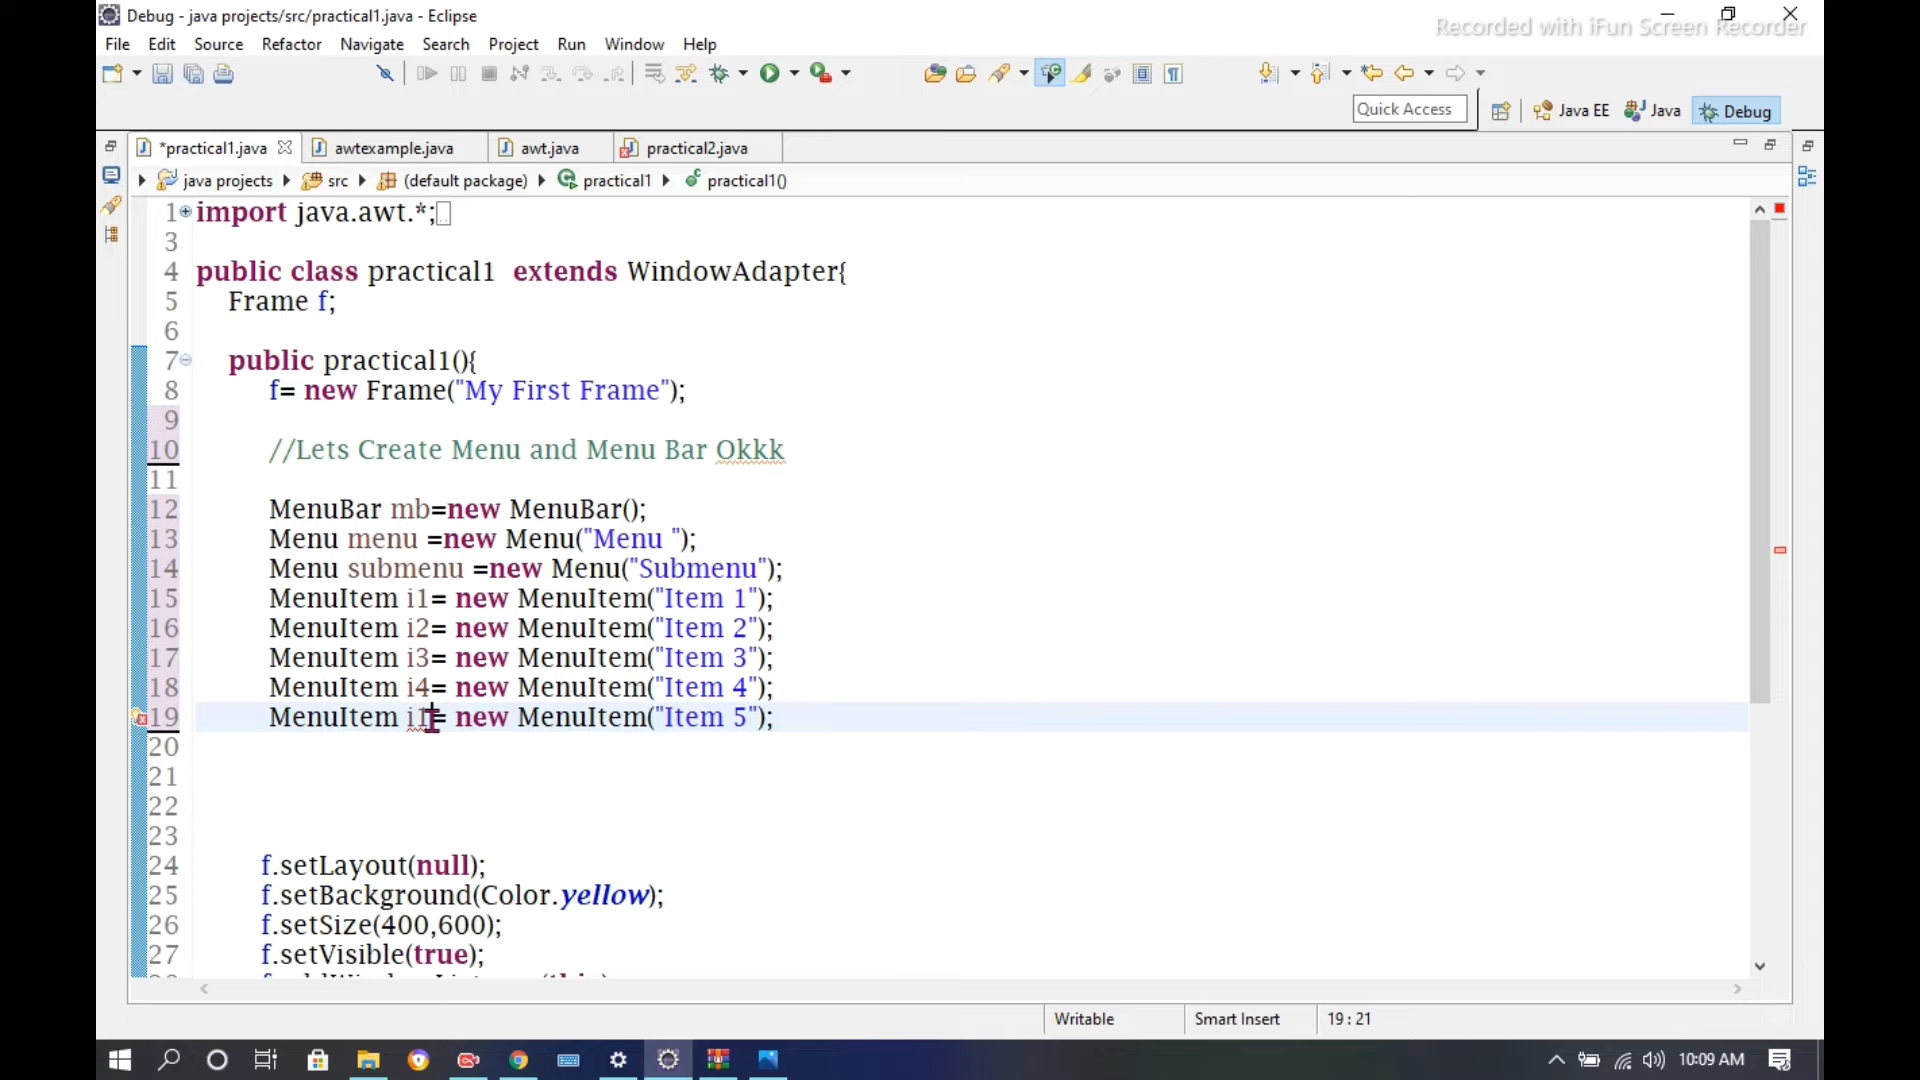 Debug - java projects/src/practical1.java - Eclipse
Recorded with iFun Screen Recorder
File Edit Source Refactor Navigate Search Project Run Window Help
Quick Access
Java EE
Java
Debug
*practical1.java
awtexample.java
awt.java
practical2.java
java projects
src
(default package)
practical1
practical1()
1 import java.awt.*;
3
4 public class practical1  extends WindowAdapter{
5 Frame f;
6
7 public practical1(){
8 f= new Frame("My First Frame");
9
10 //Lets Create Menu and Menu Bar Okkk
11
12 MenuBar mb=new MenuBar();
13 Menu menu =new Menu("Menu ");
14 Menu submenu =new Menu("Submenu");
15 MenuItem i1= new MenuItem("Item 1");
16 MenuItem i2= new MenuItem("Item 2");
17 MenuItem i3= new MenuItem("Item 3");
18 MenuItem i4= new MenuItem("Item 4");
19 MenuItem i1= new MenuItem("Item 5");
20
21
22
23
24 f.setLayout(null);
25 f.setBackground(Color.yellow);
26 f.setSize(400,600);
27 f.setVisible(true);
Writable
Smart Insert
19 : 21
10:09 AM